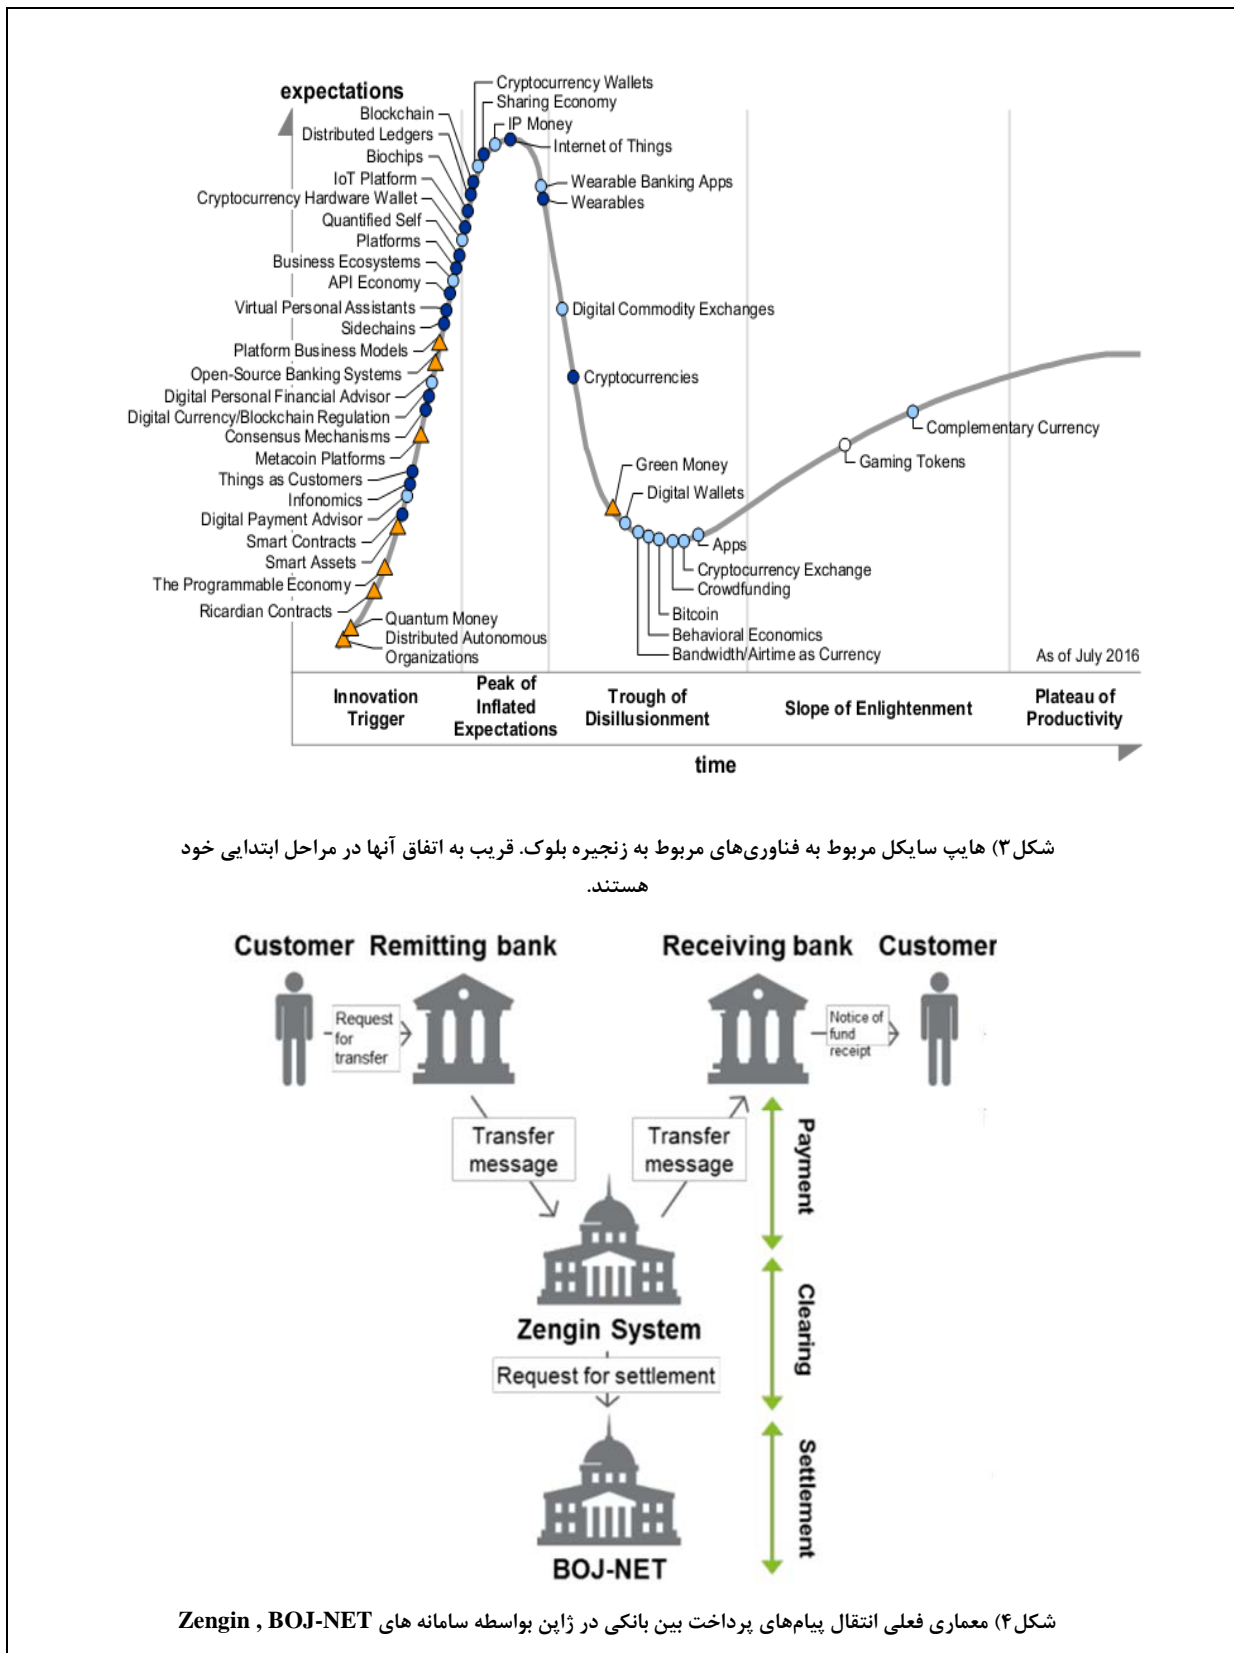 expectations
Cryptocurrency Wallets
Sharing Economy
Blockchain
IP Money
Distributed Ledgers
Internet of Things
Biochips
IoT Platform
Wearable Banking Apps
Cryptocurrency Hardware Wallet
Wearables
Quantified Self
Platforms
Business Ecosystems
API Economy
Virtual Personal Assistants
Digital Commodity Exchanges
Sidechains
Platform Business Models
Open-Source Banking Systems
Cryptocurrencies
Digital Personal Financial Advisor
Digital Currency/Blockchain Regulation
Complementary Currency
Consensus Mechanisms
Metacoin Platforms
Gaming Tokens
Green Money
Things as Customers
Digital Wallets
Infonomics
Digital Payment Advisor
Smart Contracts
Apps
Smart Assets
Cryptocurrency Exchange
The Programmable Economy
Crowdfunding
Ricardian Contracts
Bitcoin
Quantum Money
Behavioral Economics
Distributed Autonomous
Organizations
Bandwidth/Airtime as Currency
As of July 2016
Innovation
Trigger
Peak of
Inflated
Expectations
Trough of
Disillusionment
Slope of Enlightenment
Plateau of
Productivity
time
شکل۳) هایپ سایکل مربوط به فناوری‌های مربوط به زنجیره بلوک. قریب به اتفاق آنها در مراحل ابتدایی خود
هستند.
Customer Remitting bank Receiving bank Customer
Request
for
transfer
Notice of
fund
receipt
Transfer
message
Transfer
message
Payment
Zengin System
Clearing
Request for settlement
Settlement
BOJ-NET
شکل۴) معماری فعلی انتقال پیام‌های پرداخت بین بانکی در ژاپن بواسطه سامانه های Zengin , BOJ-NET